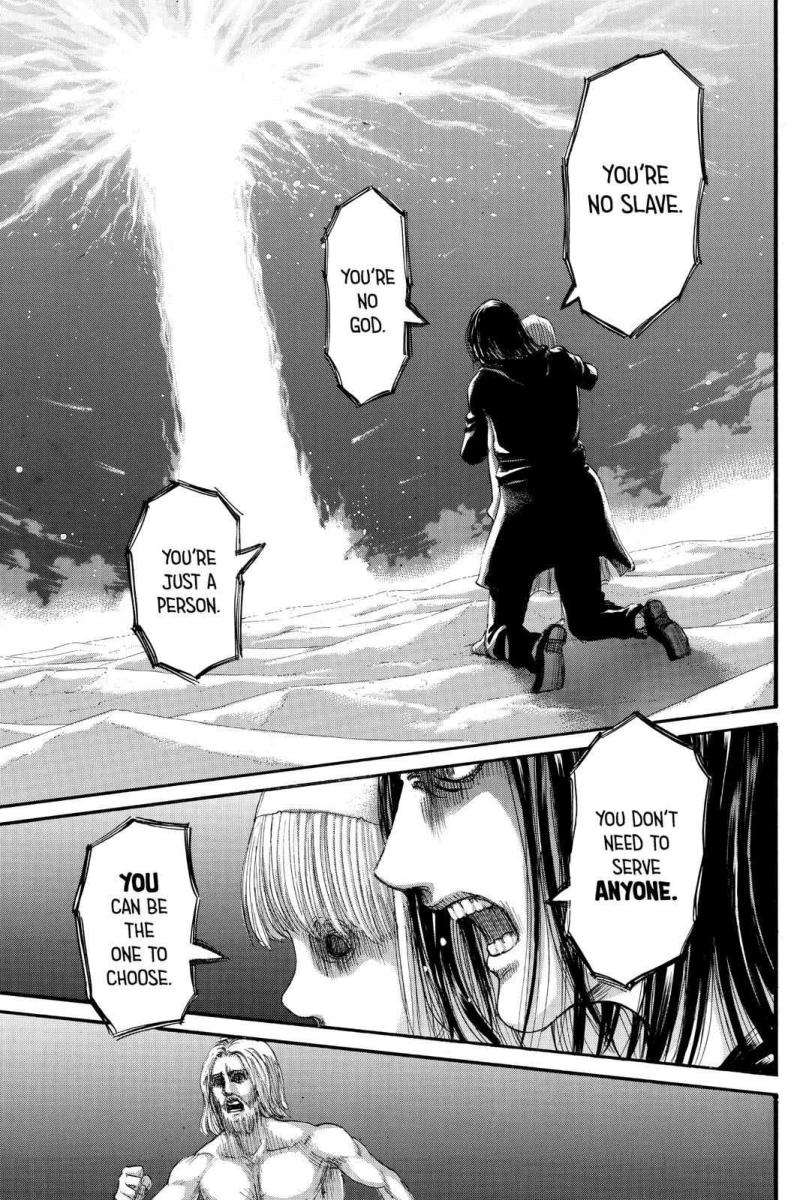 YOU'RE
NO SLAVE.
YOU'RE
NO
GOD.
YOU'RE
JUST A
PERSON.
YOU DON'T
NEED TO
SERVE
ANYONE.
YOU
CAN BE
THE
ONE TO
CHOOSE.